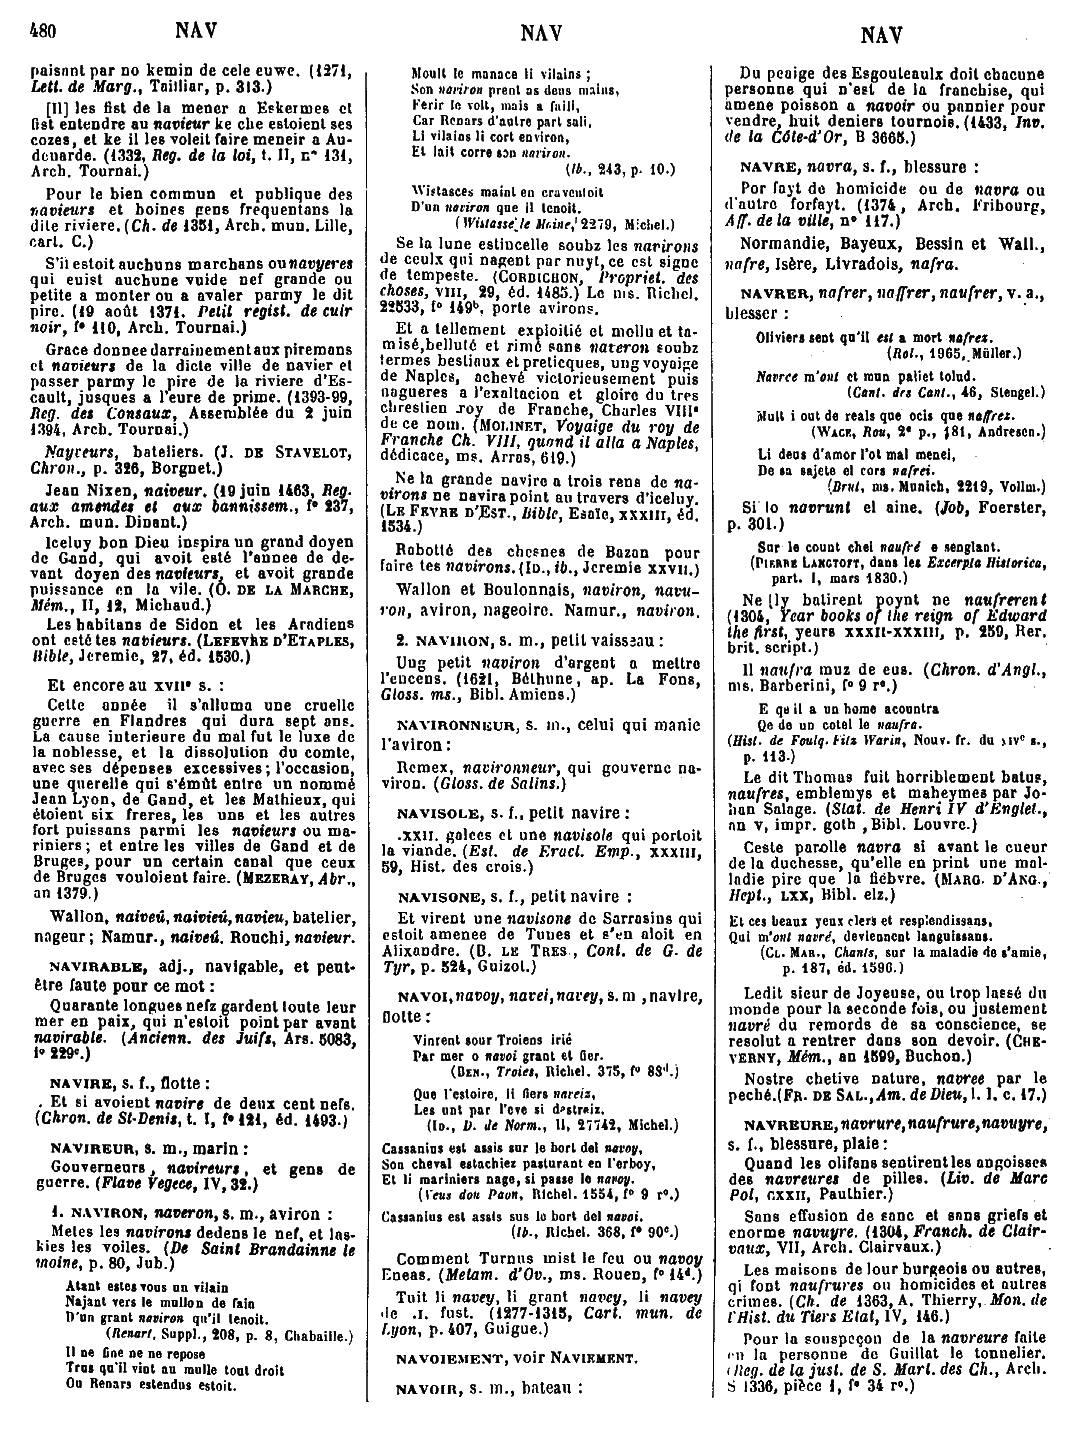 480 NAV NAV NAV
paisant par no kemin de cele euwe. (1271,
Lett. de Marg., Tailliar, p. 313.)
[Il] les fist de la mener a Eskermes et
fist entendre au navieur ke che estoient ses
cozes, et ke il les voleit faire meneir a Au-
denarde. (1332, Reg. de la loi, t. II, n° 131,
Arch. Tournai.)
Pour le bien commun et publique des
navieurs et boines gens frequentans la
dite riviere. (Ch. de 1351, Arch. mun. Lille,
cart. C.)
S'il estoit auchuns marchans ou navyeres
qui euist auchune vuide nef grande ou
petite a monter ou a avaler parmy le dit
pire. (19 août 1371. Petit regist. de cuir
noir, f° 110, Arch. Tournai.)
Grace donnee darrainement aux piremans
et navieurs de la dicte ville de navier et
passer parmy le pire de la riviere d'Es-
cault, jusques a l'eure de prime. (1393-99,
Reg. des Consaux, Assemblée du 2 juin
1394, Arch. Tournai.)
Nayveurs, bateliers. (J. DE STAVELOT,
Chron., p. 326, Borgnet.)
Jean Nixen, naiveur. (19 juin 1463, Reg.
aux amendes et aux bannissem., f° 237,
Arch. mun. Dinant.)
Iceluy bon Dieu inspira un grand doyen
de Gand, qui avoit esté l'annee de de-
vant doyen des navieurs, et avoit grande
puissance en la vile. (O. DE LA MARCHE,
Mém., II, 12, Michaud.)
Les habitans de Sidon et les Aradiens
ont esté tes navieurs. (LEFEVRE D'ETAPLES,
Bible, Jeremie, 27, éd. 1530.)
Et encore au XVIIe s. :
Cette année il s'alluma une cruelle
guerre en Flandres qui dura sept ans.
La cause interieure du mal fut le luxe de
la noblesse, et la dissolution du comte,
avec ses dépenses excessives ; l'occasion,
une querelle qui s'émût entre un nommé
Jean Lyon, de Gand, et les Mathieux, qui
étoient six freres, les uns et les autres
fort puissans parmi les navieurs ou ma-
riniers ; et entre les villes de Gand et de
Bruges, pour un certain canal que ceux
de Bruges vouloient faire. (MEZERAY, Abr.,
an 1379.)
Wallon, naiveú, naivieú, navieu, batelier,
nageur ; Namur., naiveú. Rouchi, navieur.
NAVIRABLE, adj., navigable, et peut-
être faute pour ce mot :
Quarante longues nefz gardent toute leur
mer en paix, qui n'estoit point par avant
navirable. (Ancienn. des Juifs, Ars. 5083,
f° 229c.)
NAVIRE, s. f., flotte :
Et si avoient navire de deux cent nefs.
(Chron. de St-Denis, t. I, f° 121, éd. 1493.)
NAVIREUR, s. m., marin :
Gouverneurs, navireurs, et gens de
guerre. (Flave Vegece, IV, 32.)
1. NAVIRON, naveron, s. m., aviron :
Metes les navirons dedens le nef, et las-
kies les voiles. (De Saint Brandainne le
moine, p. 80, Jub.)
Atant estes vous un vilain
Najant vers le mullon de fain
D'un grant naviron qu'il tenoit.
(Renart, Suppl., 208, p. 8, Chabaille.)
Il ne fine ne ne repose
Trus qu'il vint au mulle tout droit
Ou Renars estendus estoit.
Moult le manace li vilains ;
Son naviron prent as deus mains,
Ferir le volt, mais a failli,
Car Renars d'autre part sali,
Li vilains li cort environ,
Et fait corre son naviron.
(Ib., 243, p. 10.)
Wistasces maint en craventoit
D'un naviron que il tenoit.
(Wistasse le Moine, 2279, Michel.)
Se la lune estincelle soubz les navirons
de ceulx qui nagent par nuyt, ce est signe
de tempeste. (CORBICHON, Propriet. des
choses, VIII, 29, éd. 1485.) Le ms. Richel.
22533, f° 149b, porte avirons.
Et a tellement exploitié et mollu et ta-
misé, belluté et rimé sans nateron soubz
termes bestiaux et preticques, ung voyaige
de Naples, achevé victorieusement puis
nagueres a l'exaltacion et gloire du tres
chrestien roy de Franche, Charles VIIIe
de ce nom. (MOLINET, Voyaige du roy de
Franche Ch. VIII, quand il alla a Naples,
dédicace, ms. Arras, 619.)
Ne la grande navire a trois rens de na-
virons ne navira point au travers d'iceluy.
(LE FEVRE D'EST., Bible, Esaïe, XXXIII, éd.
1534.)
Rabotté des chesnes de Bazan pour
faire tes navirons. (ID., ib., Jeremie XXVII.)
Wallon et Boulonnais, naviron, navu-
ron, aviron, nageoire. Namur., naviron.
2. NAVIRON, s. m., petit vaisseau :
Ung petit naviron d'argent a mettre
l'encens. (1621, Béthune, ap. La Fons,
Gloss. ms., Bibl. Amiens.)
NAVIRONNEUR, s. m., celui qui manie
l'aviron :
Remex, navironneur, qui gouverne na-
viron. (Gloss. de Salins.)
NAVISOLE, s. f., petit navire :
.XXII. galees et une navisole qui portoit
la viande. (Est. de Eracl. Emp., XXXIII,
59, Hist. des crois.)
NAVISONE, s. f., petit navire :
Et virent une navisone de Sarrasins qui
estoit amenee de Tunes et s'en aloit en
Alixandre. (B. LE TRES., Cont. de G. de
Tyr, p. 524, Guizot.)
NAVOI, navoy, navei, navey, s. m , navire,
flotte :
Vinrent sour Troiens irié
Par mer o navoi grant et fier.
(BEN., Troies, Richel. 375, f° 83d.)
Que l'estoire, li fiers naveiz,
Les unt par l'eve si destreiz.
(ID., D. de Norm., II, 27742, Michel.)
Cassanius est assis sur le bort del navoy,
Son cheval estachiez pasturant en l'erboy,
Et li mariniers nage, si passe lo navoy.
(Veus dou Paon, Richel. 1554, f° 9 r°.)
Cassanius est assis sus lo bort del navoi.
(Ib., Richel. 368, f° 90c.)
Comment Turnus mist le feu ou navoy
Eneas. (Metam. d'Ov., ms. Rouen, f° 14d.)
Tuit li navey, li grant navey, li navey
de .I. fust. (1277-1315, Cart. mun. de
Lyon, p. 407, Guigue.)
NAVOIEMENT, voir NAVIEMENT.
NAVOIR, s. m., bateau :
Du peaige des Esgouteaulx doit chacune
personne qui n'est de la franchise, qui
amene poisson a navoir ou pannier pour
vendre, huit deniers tournois. (1433, Inv.
de la Côte-d'Or, B 3665.)
NAVRE, navra, s. f., blessure :
Por fayt de homicide ou de navra ou
d'autro forfayt. (1374, Arch. Fribourg,
Aff. de la ville, n° 117.)
Normandie, Bayeux, Bessin et Wall.,
nafre, Isère, Livradois, nafra.
NAVRER, nafrer, naffrer, naufrer, v. a.,
blesser :
Oliviers sent qu'il est a mort nafrez.
(Rol., 1965, Müller.)
Navree m'ont et mun paliet tolud.
(Cant. des Cant., 46, Stengel.)
Mult i out de reals que ocis que naffrez.
(WACE, Rou, 2e p., 181, Andresen.)
Li deus d'amor l'ot mal menei,
De sa sajete el cors nafrei.
(Brut, ms. Munich, 2219, Vollm.)
Si lo navrunt el aine. (Job, Foerster,
p. 301.)
Sur le count chel naufré e senglant.
(PIERRE LANGTOFT, dans les Excerpta Historica,
part. I, mars 1830.)
Ne [l]y batirent poynt ne naufrerent
(1304, Year books of the reign of Edward
the first, years XXXII-XXXIII, p. 259, Rer.
brit. script.)
Il naufra muz de eus. (Chron. d'Angl.,
ms. Barberini, f° 9 r°.)
E qe il a un home acountra
Qe de un cotel le naufra.
(Hist. de Foulq. Fitz Warin, Nouv. fr. du XIVe s.,
p. 113.)
Le dit Thomas fuit horriblement batus,
naufres, emblemys et maheymes par Jo-
han Salage. (Stat. de Henri IV d'Englet.,
an V, impr. goth , Bibl. Louvre.)
Ceste parolle navra si avant le cueur
de la duchesse, qu'elle en print une mal-
ladie pire que la fiébvre. (MARG. D'ANG.,
Hept., LXX, Bibl. elz.)
Et ces beaux yeux clers et resplendissans,
Qui m'ont navré, deviennent languissans.
(CL. MAR., Chants, sur la maladie de s'amie,
p. 187, éd. 1596.)
Ledit sieur de Joyeuse, ou trop lassé du
monde pour la seconde fois, ou justement
navré du remords de sa conscience, se
resolut a rentrer dans son devoir. (CHE-
VERNY, Mém., an 1599, Buchon.)
Nostre chetive nature, navree par le
peché. (FR. DE SAL., Am. de Dieu, l. I. c. 17.)
NAVREURE, navrure, naufrure, navuyre,
s. f., blessure, plaie :
Quand les olifans sentirent les angoisses
des navreures de pilles. (Liv. de Marc
Pol, CXXII, Pauthier.)
Sans effusion de sanc et sans griefs et
enorme navuyre. (1304, Franch. de Clair-
vaux, VII, Arch. Clairvaux.)
Les maisons de lour burgeois ou autres,
qi font naufrures ou homicides et autres
crimes. (Ch. de 1363, A. Thierry, Mon. de
l'Hist. du Tiers Etat, IV, 146.)
Pour la souspeçon de la navreure faite
en la personne de Guillat le tonnelier.
(Reg. de la just. de S. Mart. des Ch., Arch.
S 1336, pièce 1, f° 34 r°.)